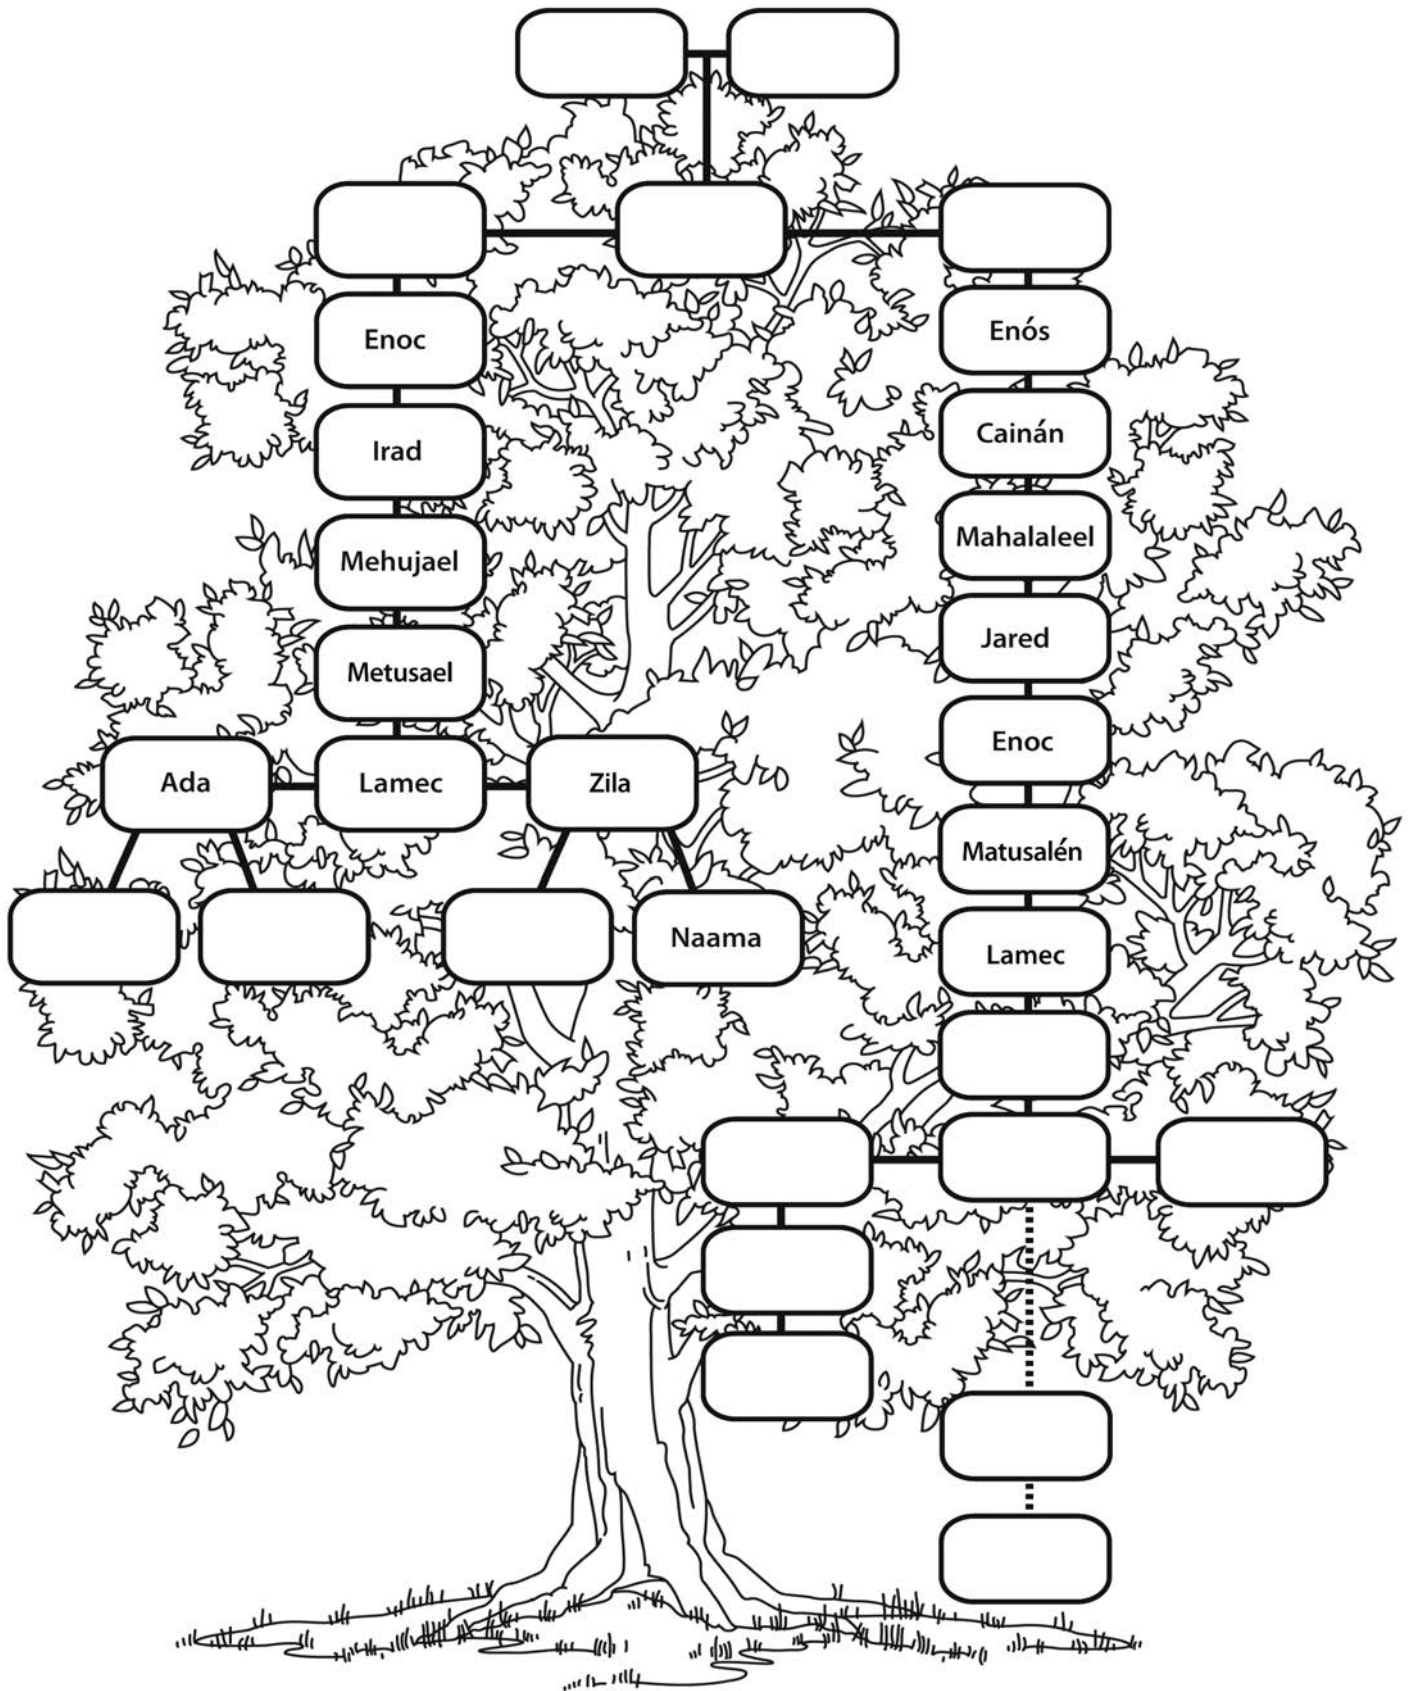 Enoc
Irad
Mehujael
Metusael
Ada
Lamec
Zila
Naama
Enós
Cainán
Mahalaleel
Jared
Enoc
Matusalén
Lamec